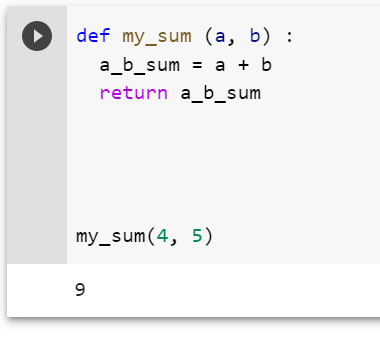 def my_sum (a, b) :
  a_b_sum = a + b
  return a_b_sum
my_sum(4, 5)
9